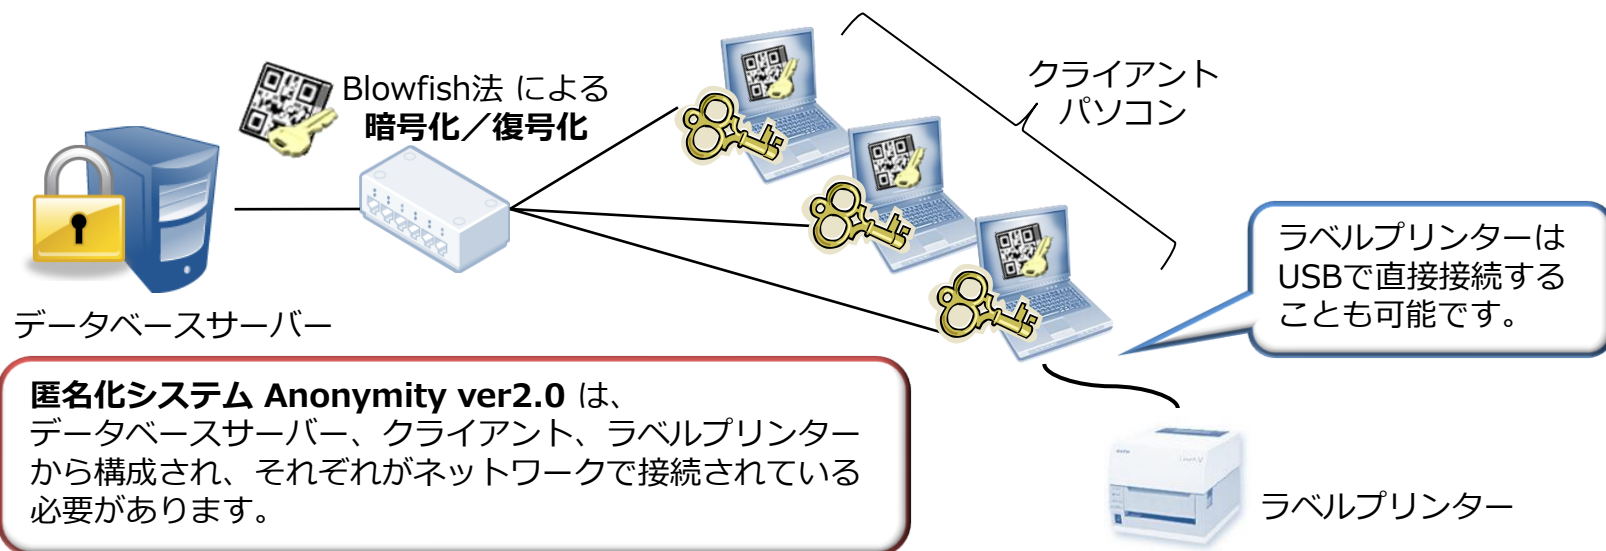 Blowfish法 による
暗号化／復号化
クライアント
パソコン
データベースサーバー
ラベルプリンターは
USBで直接接続する
ことも可能です。
匿名化システム Anonymity ver2.0 は、
データベースサーバー、クライアント、ラベルプリンター
から構成され、それぞれがネットワークで接続されている
必要があります。
ラベルプリンター